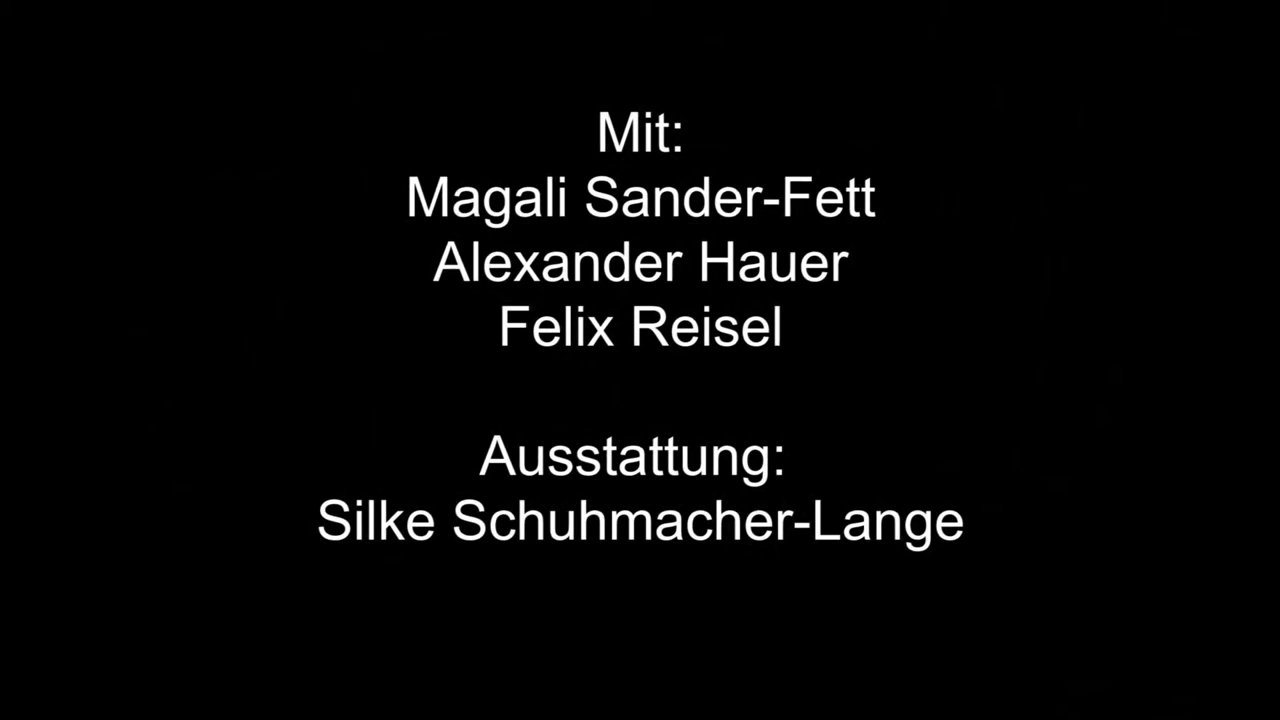 Mit:
Magali Sander-Fett
Alexander Hauer
Felix Reisel
Ausstattung:
Silke Schuhmacher-Lange